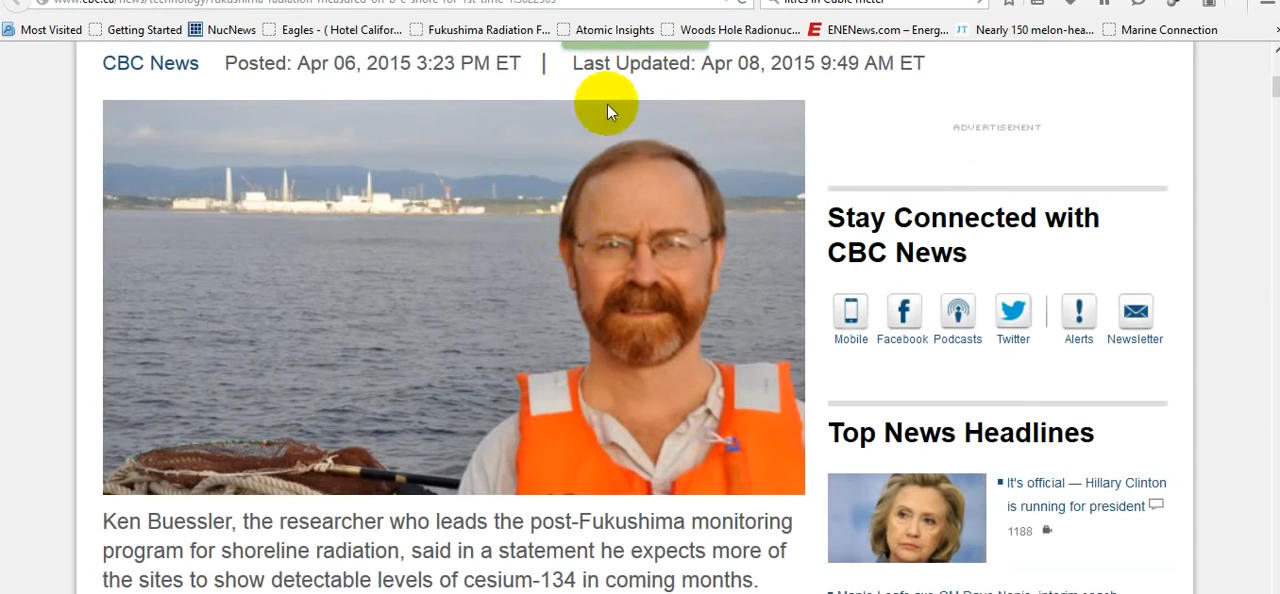 Most Visited Getting Started NucNews Eagles - ( Hotel Califor... Fukushima Radiation F... Atomic Insights Woods Hole Radionuc... ENENews.com – Energ... Nearly 150 melon-hea... Marine Connection
CBC News Posted: Apr 06, 2015 3:23 PM ET | Last Updated: Apr 08, 2015 9:49 AM ET
ADVERTISEMENT
Stay Connected with
CBC News
Mobile Facebook Podcasts Twitter Alerts Newsletter
Top News Headlines
It's official — Hillary Clinton
is running for president
1188
Ken Buessler, the researcher who leads the post-Fukushima monitoring
program for shoreline radiation, said in a statement he expects more of
the sites to show detectable levels of cesium-134 in coming months.